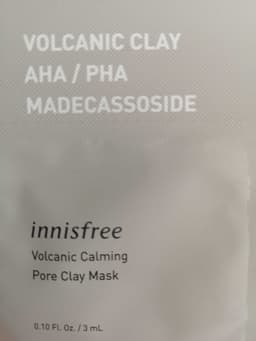 VOLCANIC CLAY
AHA / PHA
MADECASSOSIDE
innisfree
Volcanic Calming
Pore Clay Mask
0.10 Fl. Oz. / 3 mL